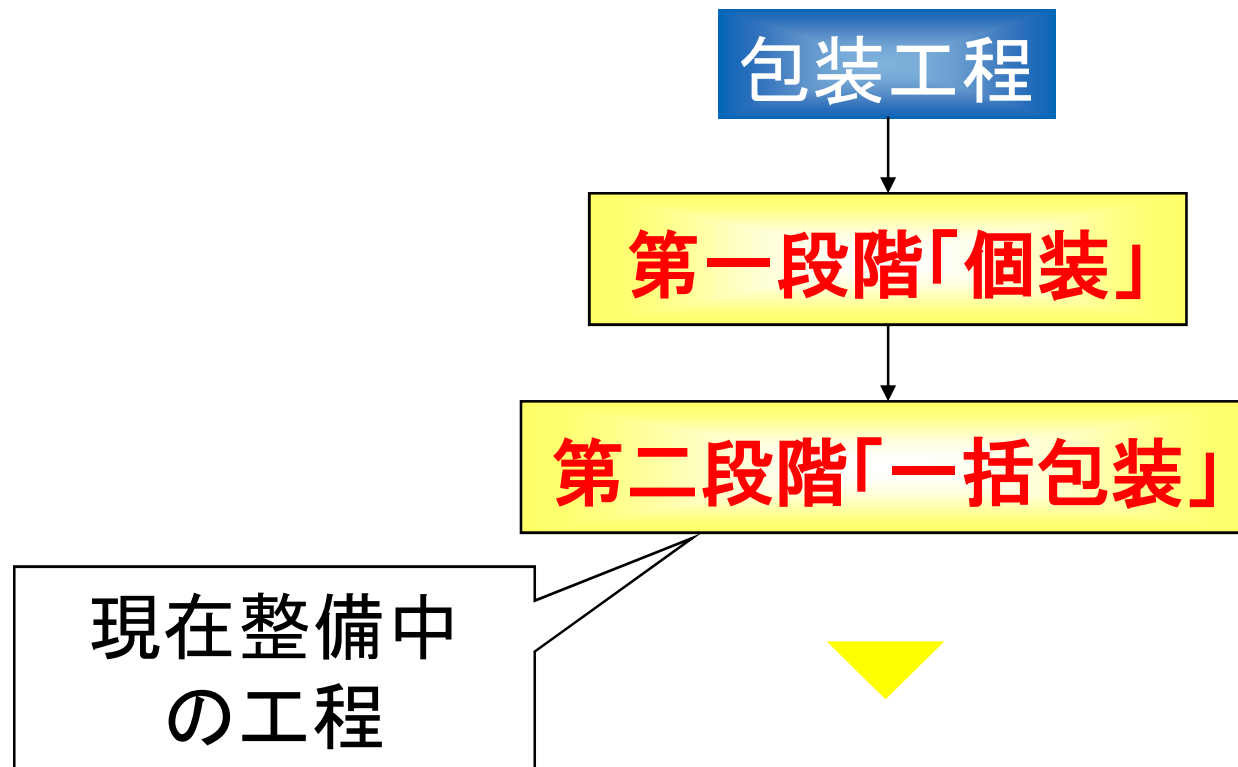 包装工程
第一段階「個装」
第二段階「一括包装」
現在整備中
の工程